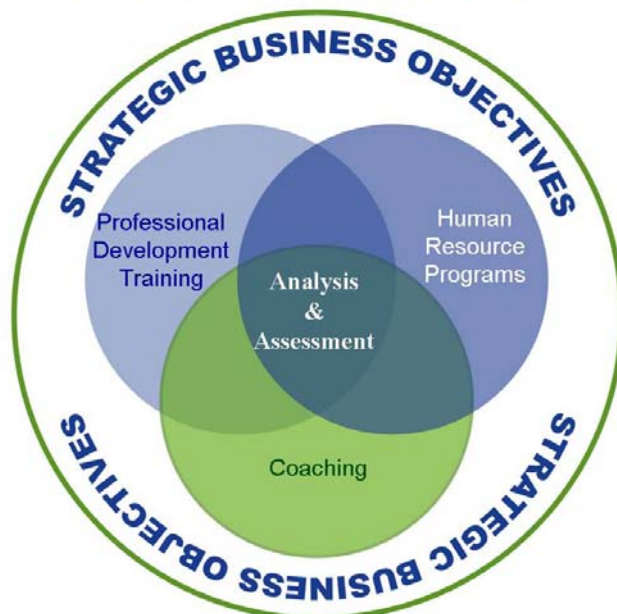 STRATEGIC BUSINESS OBJECTIVES
Professional
Development
Training
Human
Resource
Programs
Analysis
&
Assessment
Coaching
STRATEGIC BUSINESS OBJECTIVES